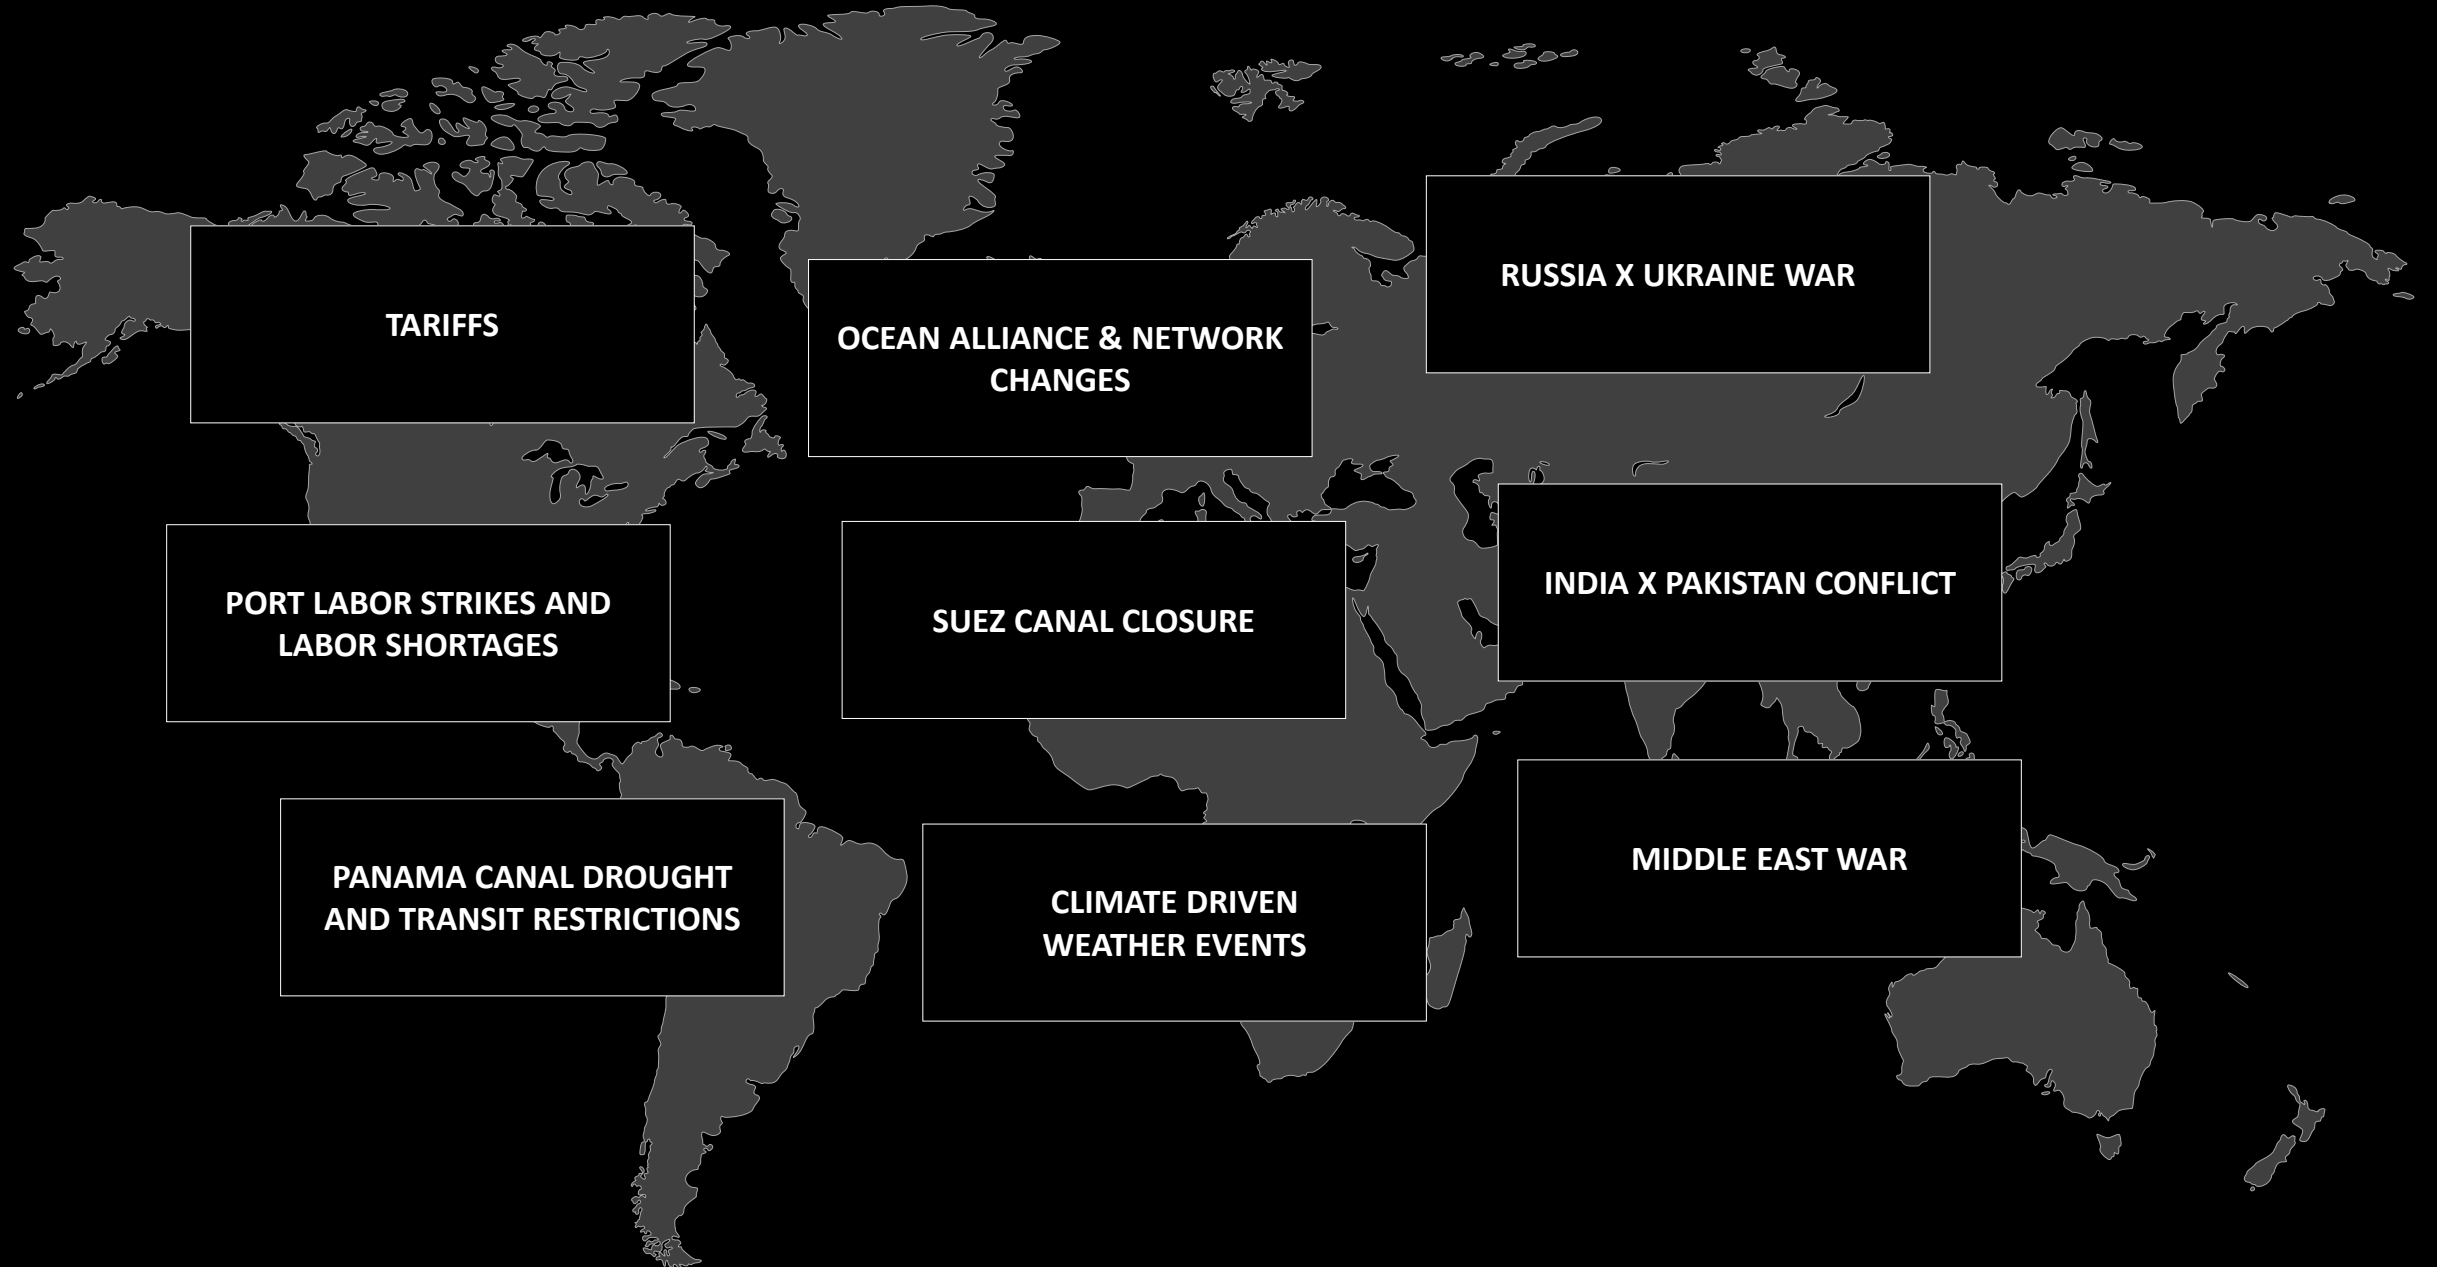 TARIFFS
OCEAN ALLIANCE & NETWORK
CHANGES
RUSSIA X UKRAINE WAR
PORT LABOR STRIKES AND
LABOR SHORTAGES
SUEZ CANAL CLOSURE
INDIA X PAKISTAN CONFLICT
PANAMA CANAL DROUGHT
AND TRANSIT RESTRICTIONS
CLIMATE DRIVEN
WEATHER EVENTS
MIDDLE EAST WAR